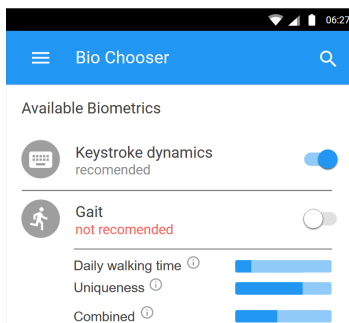 06:27
Bio Chooser
Available Biometrics
Keystroke dynamics
recomended
Gait
not recomended
Daily walking time
Uniqueness
Combined